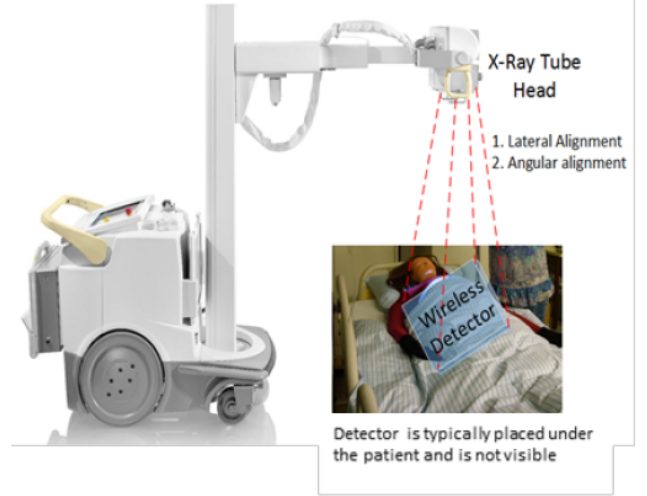 X-Ray Tube
Head
1. Lateral Alignment
2. Angular alignment
Wireless
Detector
Detector is typically placed under
the patient and is not visible